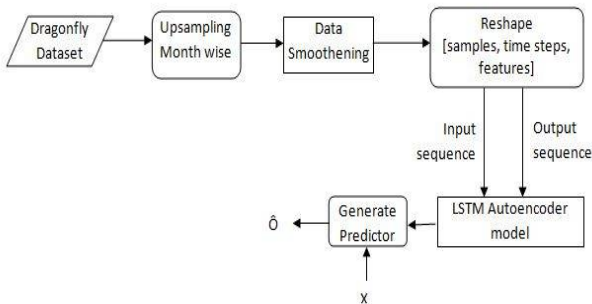 Dragonfly
Dataset
Upsampling
Month wise
Data
Smoothening
Reshape
[samples, time steps,
features]
Input
sequence
Output
sequence
LSTM Autoencoder
model
Generate
Predictor
Ô
X